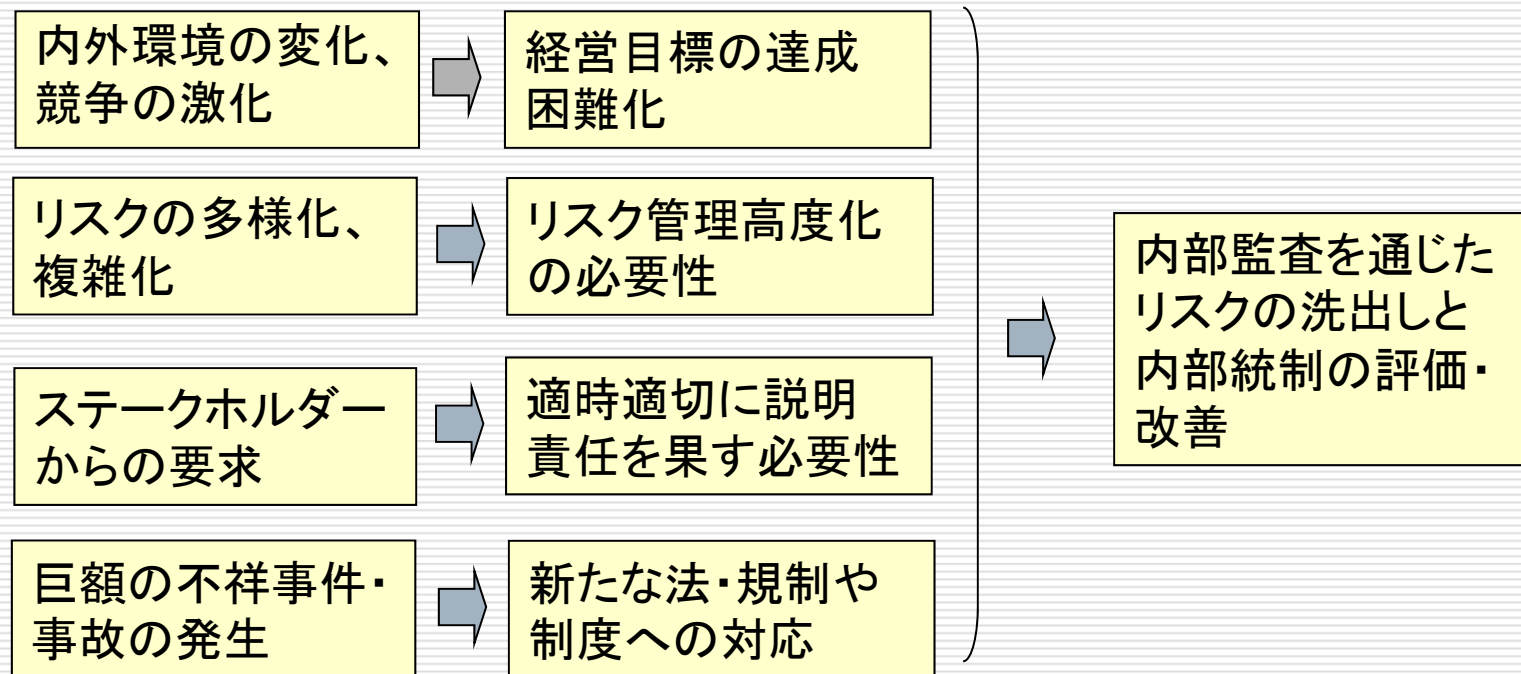 内外環境の変化、
競争の激化
経営目標の達成
困難化
リスクの多様化、
複雑化
リスク管理高度化
の必要性
ステークホルダー
からの要求
適時適切に説明
責任を果す必要性
巨額の不祥事件・
事故の発生
新たな法・規制や
制度への対応
内部監査を通じた
リスクの洗出しと
内部統制の評価・
改善